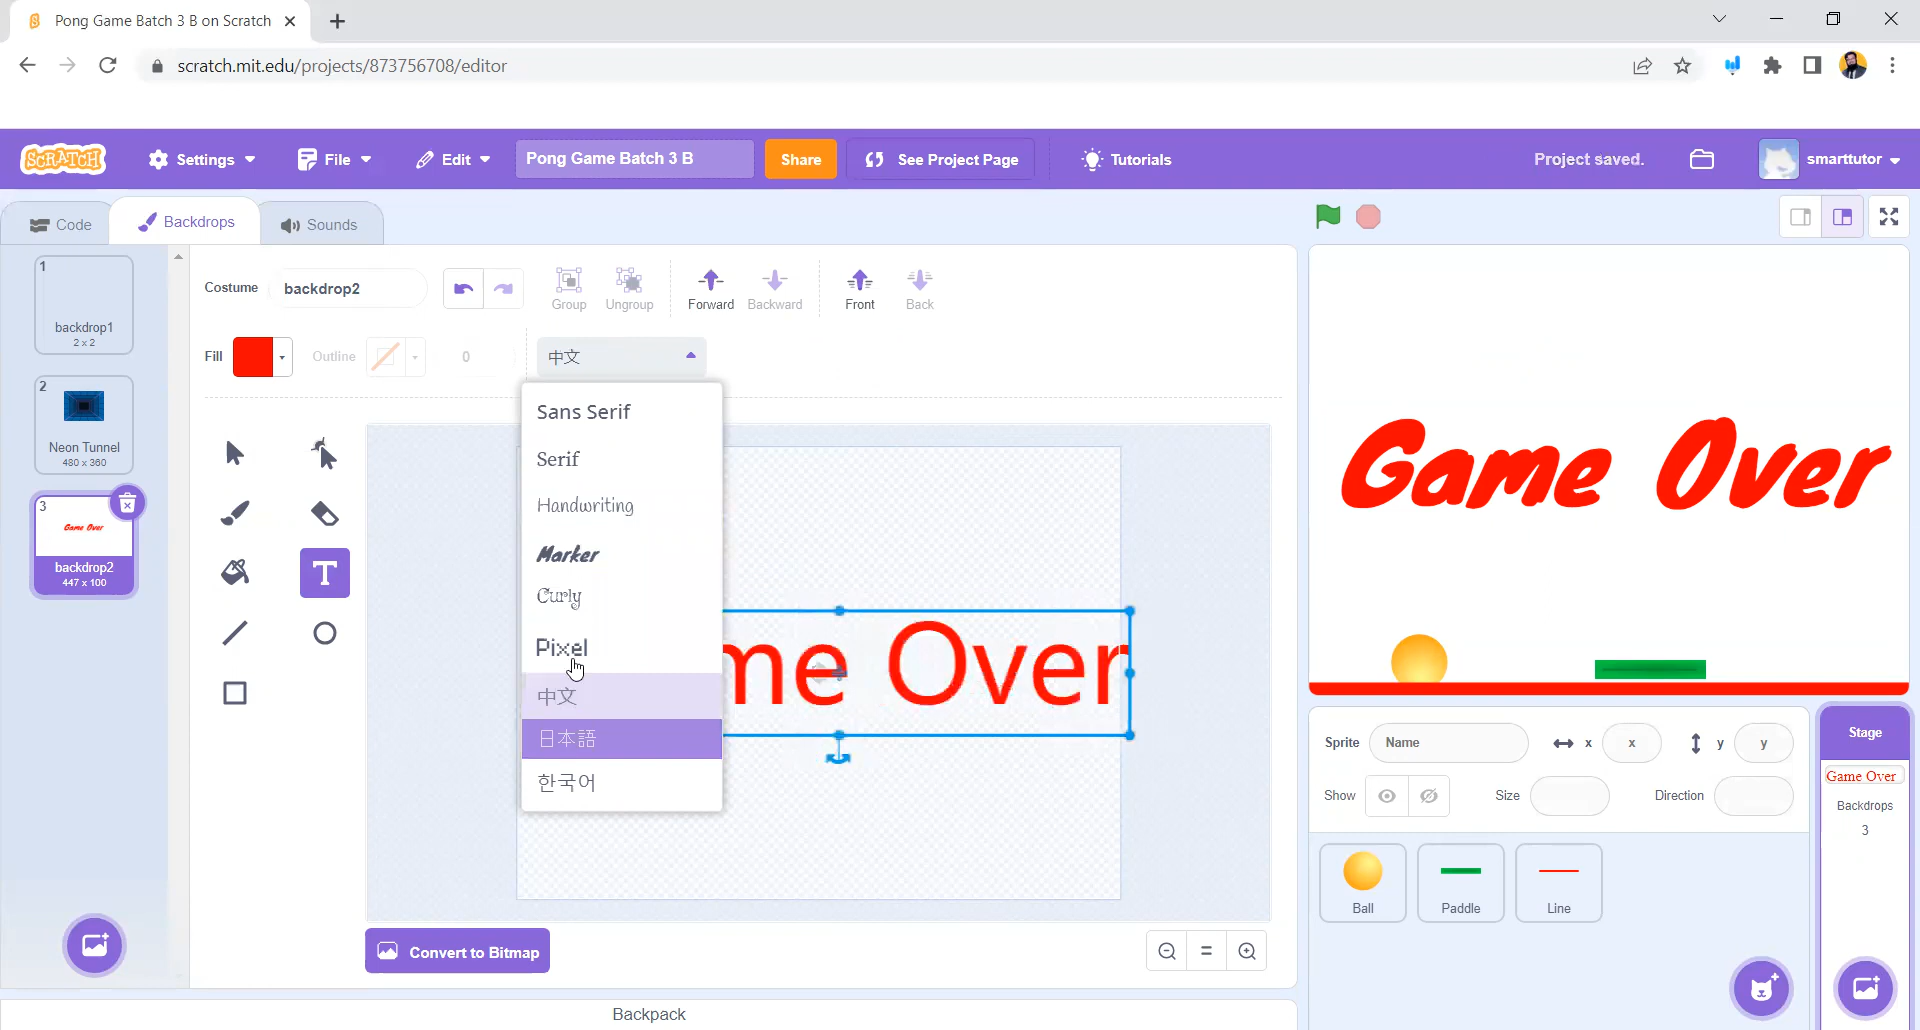 Pong Game Batch 3 B on Scratch
scratch.mit.edu/projects/873756708/editor
SCRATCH
Settings
File
Edit
Pong Game Batch 3 B
Share
See Project Page
Tutorials
Project saved.
smarttutor
Code
Backdrops
Sounds
Costume
backdrop2
Group
Ungroup
Forward
Backward
Front
Back
Fill
Outline
0
中文
Sans Serif
Serif
Handwriting
Marker
Curly
Pixel
中文
日本語
한국어
1
backdrop1
2 x 2
2
Neon Tunnel
480 x 360
3
Game Over
backdrop2
447 x 100
T
me Over
Convert to Bitmap
Backpack
Game Over
Sprite
Name
x
x
y
y
Show
Size
Direction
Ball
Paddle
Line
Stage
Game Over
Backdrops
3